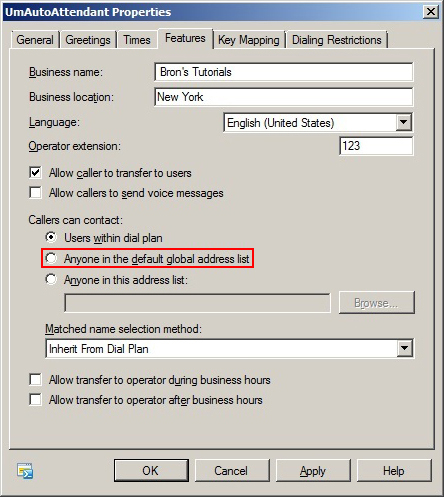 UmAutoAttendant Properties
General Greetings Times Features Key Mapping Dialing Restrictions
Business name: Bron's Tutorials
Business location: New York
Language: English (United States)
Operator extension: 123
Allow caller to transfer to users
Allow callers to send voice messages
Callers can contact:
Users within dial plan
Anyone in the default global address list
Anyone in this address list:
Browse...
Matched name selection method:
Inherit From Dial Plan
Allow transfer to operator during business hours
Allow transfer to operator after business hours
OK Cancel Apply Help